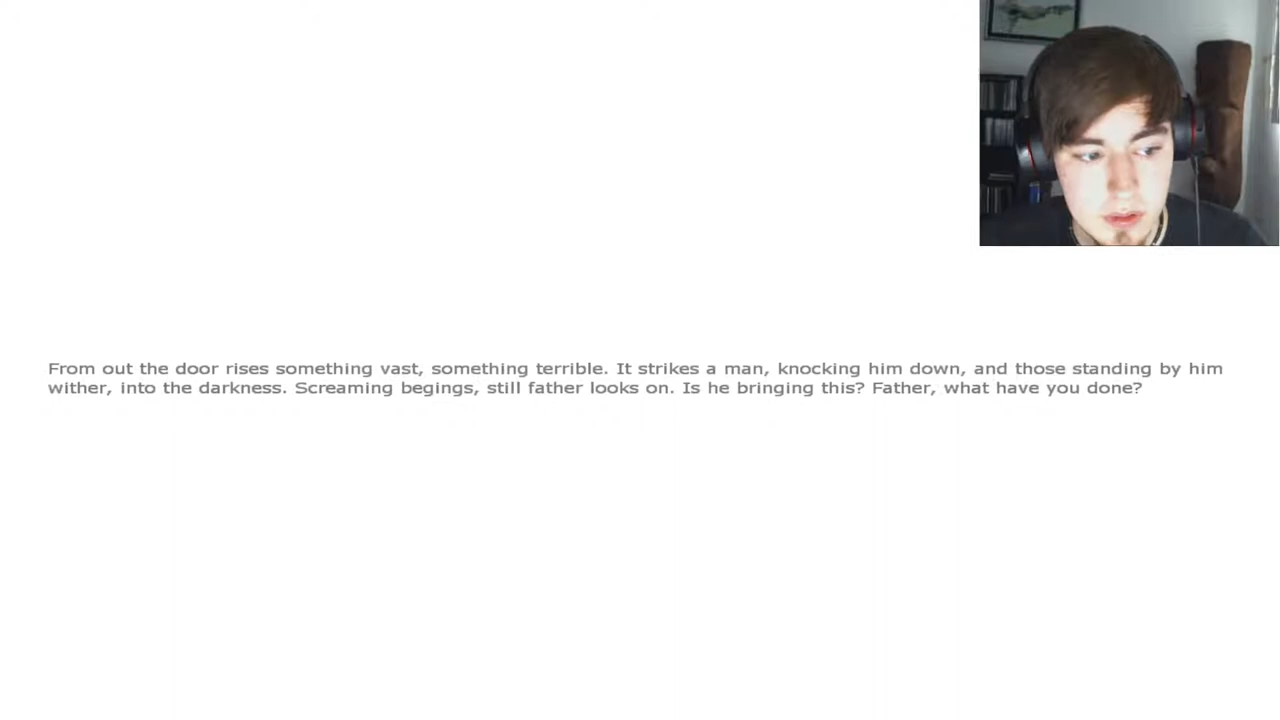 From out the door rises something vast, something terrible. It strikes a man, knocking him down, and those standing by him
wither, into the darkness. Screaming begings, still father looks on. Is he bringing this? Father, what have you done?